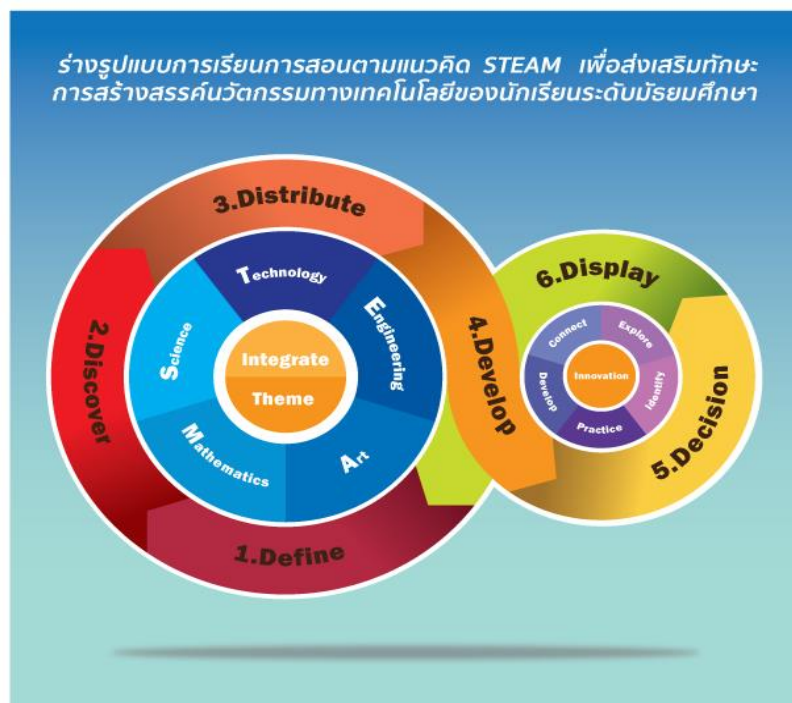 ร่างรูปแบบการเรียนการสอนตามแนวคิด STEAM เพื่อส่งเสริมทักษะ
การสร้างสรรค์นวัตกรรมทางเทคโนโลยีของนักเรียนระดับมัธยมศึกษา
1.Define
2.Discover
3.Distribute
4.Develop
5.Decision
6.Display
Science
Technology
Engineering
Art
Mathematics
Integrate
Theme
Connect
Explore
Identify
Practice
Develop
Innovation